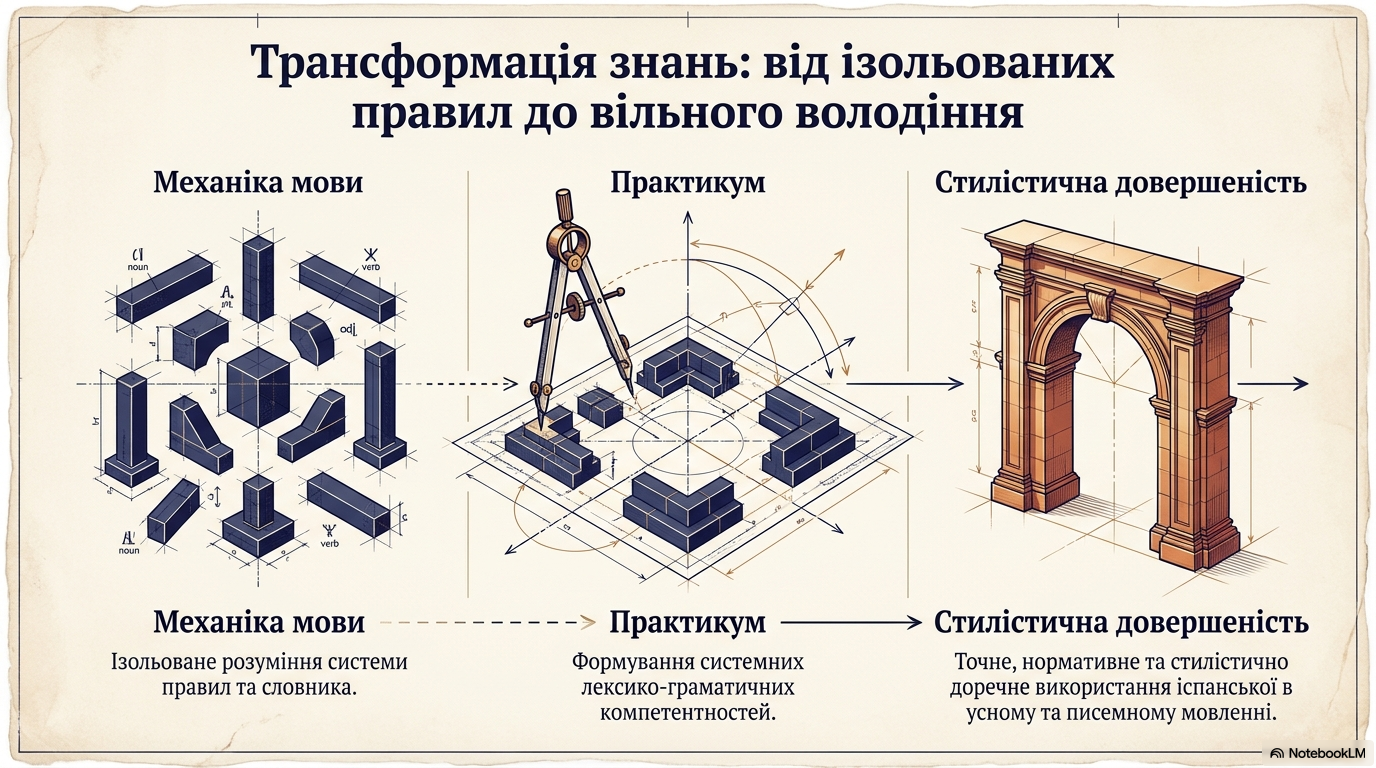 Трансформація знань: від ізольованих
правил до вільного володіння
Механіка мови
Практикум
Стилістична довершеність
noun
verb
noun
verb
Механіка мови
Практикум
Стилістична довершеність
Ізольоване розуміння системи
правил та словника.
Формування системних
лексико-граматичних
компетентностей.
Точне, нормативне та стилістично
доречне використання іспанської в
усному та писемному мовленні.
NotebookLM